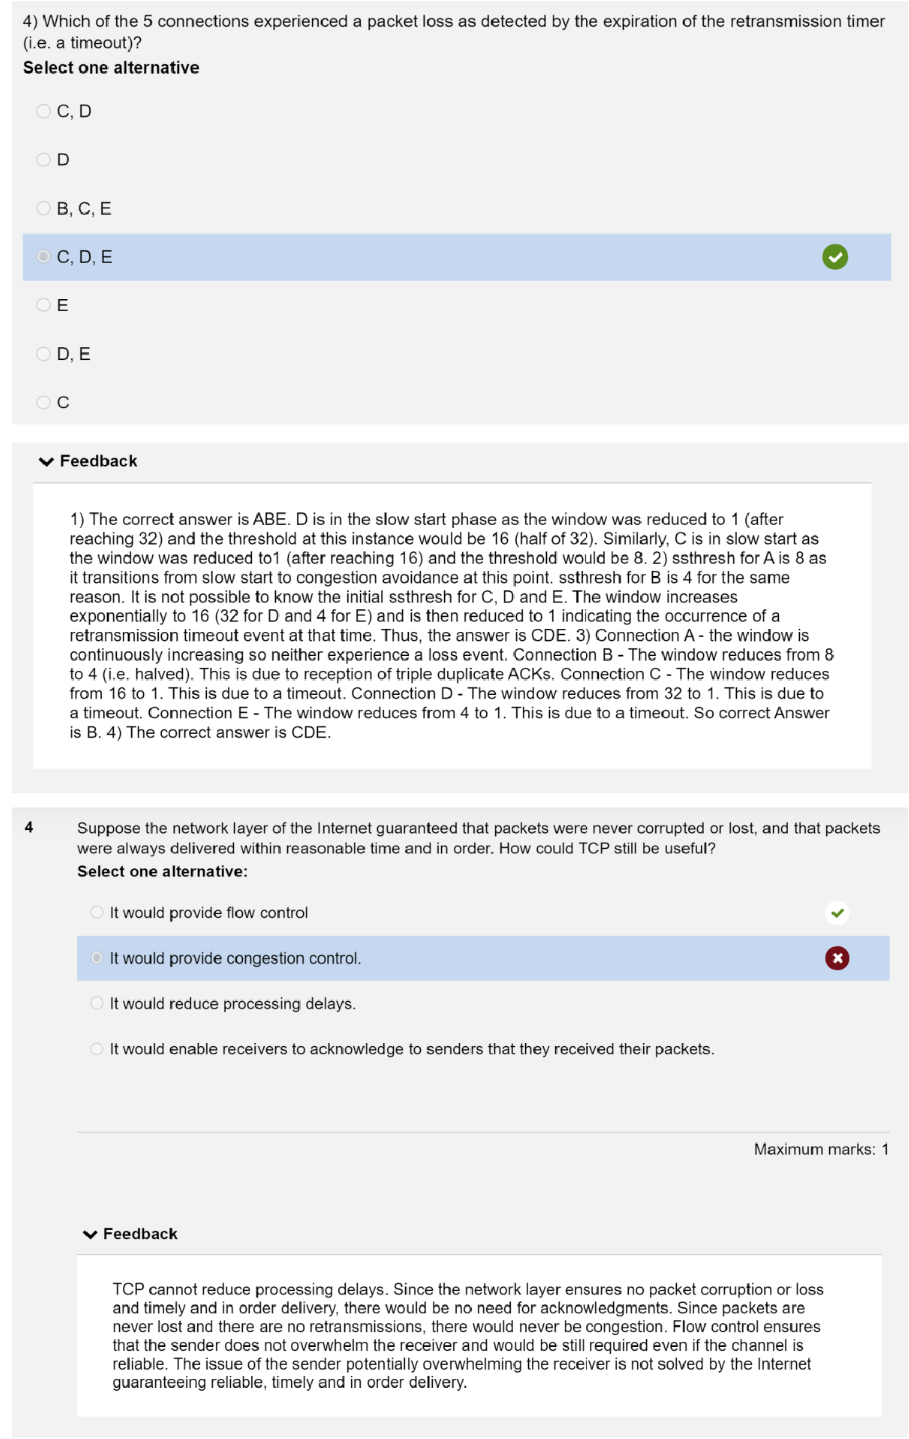 4) Which of the 5 connections experienced a packet loss as detected by the expiration of the retransmission timer
(i.e. a timeout)?
Select one alternative
C, D
D
B, C, E
C, D, E
E
D, E
C
Feedback
1) The correct answer is ABE. D is in the slow start phase as the window was reduced to 1 (after
reaching 32) and the threshold at this instance would be 16 (half of 32). Similarly, C is in slow start as
the window was reduced to1 (after reaching 16) and the threshold would be 8. 2) ssthresh for A is 8 as
it transitions from slow start to congestion avoidance at this point. ssthresh for B is 4 for the same
reason. It is not possible to know the initial ssthresh for C, D and E. The window increases
exponentially to 16 (32 for D and 4 for E) and is then reduced to 1 indicating the occurrence of a
retransmission timeout event at that time. Thus, the answer is CDE. 3) Connection A - the window is
continuously increasing so neither experience a loss event. Connection B - The window reduces from 8
to 4 (i.e. halved). This is due to reception of triple duplicate ACKs. Connection C - The window reduces
from 16 to 1. This is due to a timeout. Connection D - The window reduces from 32 to 1. This is due to
a timeout. Connection E - The window reduces from 4 to 1. This is due to a timeout. So correct Answer
is B. 4) The correct answer is CDE.
4 Suppose the network layer of the Internet guaranteed that packets were never corrupted or lost, and that packets
were always delivered within reasonable time and in order. How could TCP still be useful?
Select one alternative:
It would provide flow control
It would provide congestion control.
It would reduce processing delays.
It would enable receivers to acknowledge to senders that they received their packets.
Maximum marks: 1
Feedback
TCP cannot reduce processing delays. Since the network layer ensures no packet corruption or loss
and timely and in order delivery, there would be no need for acknowledgments. Since packets are
never lost and there are no retransmissions, there would never be congestion. Flow control ensures
that the sender does not overwhelm the receiver and would be still required even if the channel is
reliable. The issue of the sender potentially overwhelming the receiver is not solved by the Internet
guaranteeing reliable, timely and in order delivery.